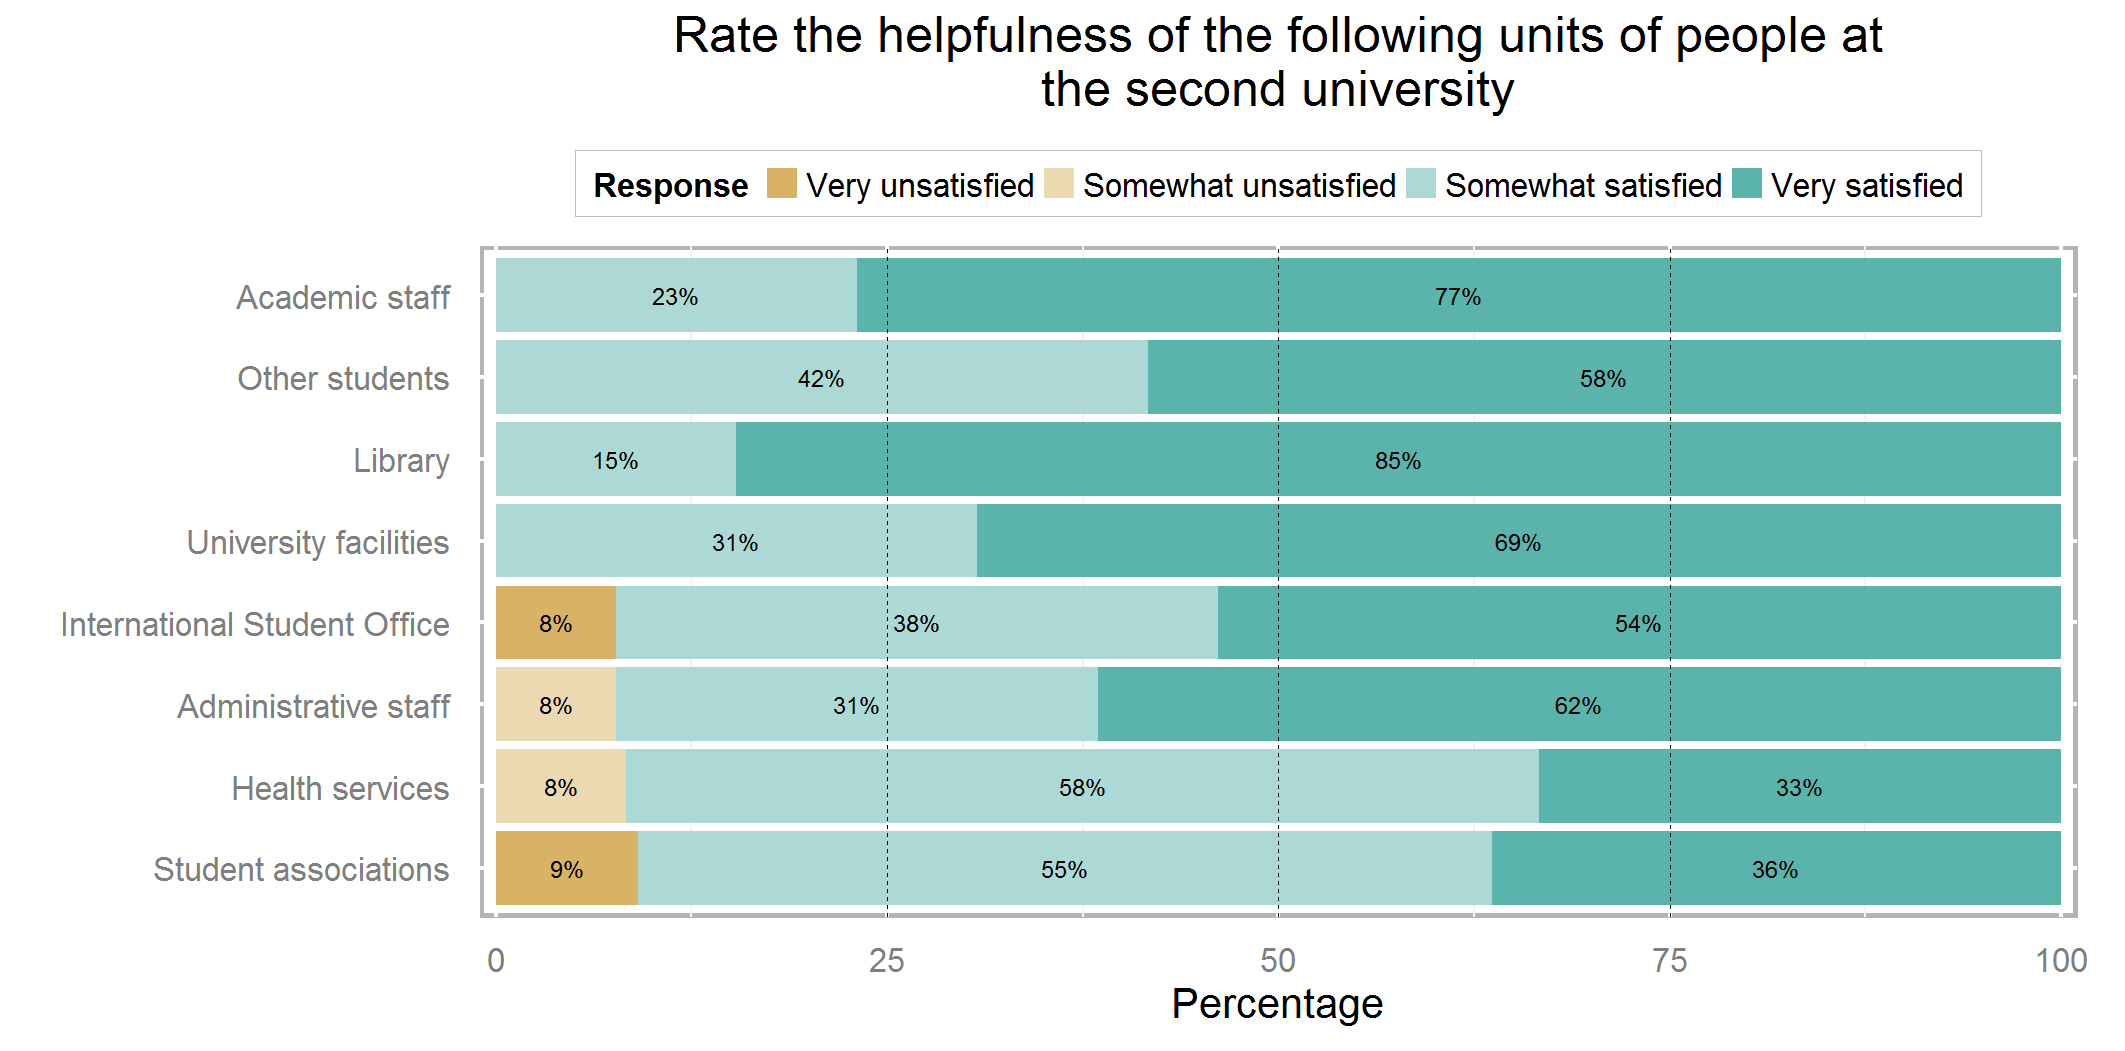 Rate the helpfulness of the following units of people at
the second university
Response Very unsatisfied Somewhat unsatisfied Somewhat satisfied Very satisfied
Academic staff 23% 77%
Other students 42% 58%
Library 15% 85%
University facilities 31% 69%
International Student Office 8% 38% 54%
Administrative staff 8% 31% 62%
Health services 8% 58% 33%
Student associations 9% 55% 36%
0 25 50 75 100
Percentage